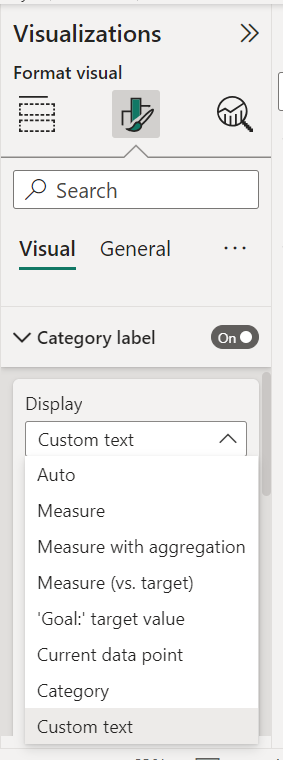 Visualizations
Format visual
Search
Visual General ...
Category label On
Display
Custom text
Auto
Measure
Measure with aggregation
Measure (vs. target)
'Goal:' target value
Current data point
Category
Custom text